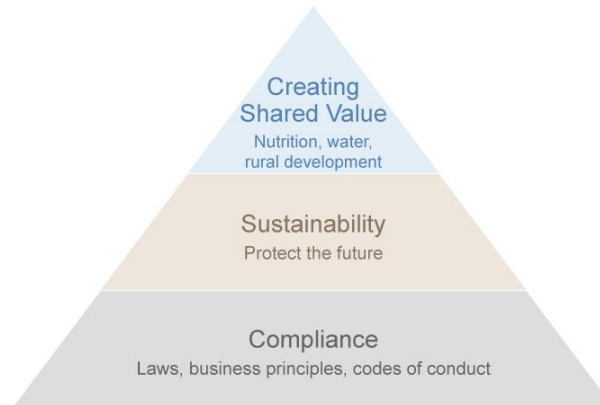 Creating
Shared Value
Nutrition, water,
rural development
Sustainability
Protect the future
Compliance
Laws, business principles, codes of conduct